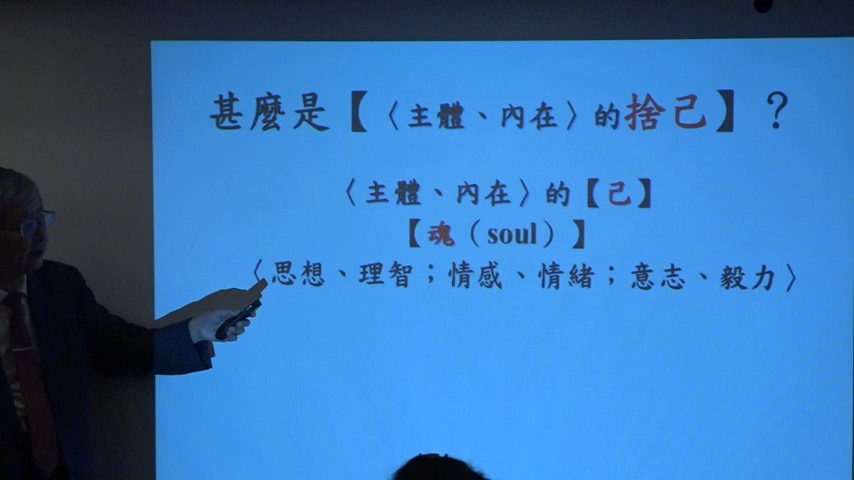 甚麼是【〈主體、內在〉的捨己】？
〈主體、內在〉的【己】
【魂（soul）】
〈思想、理智；情感、情緒；意志、毅力〉